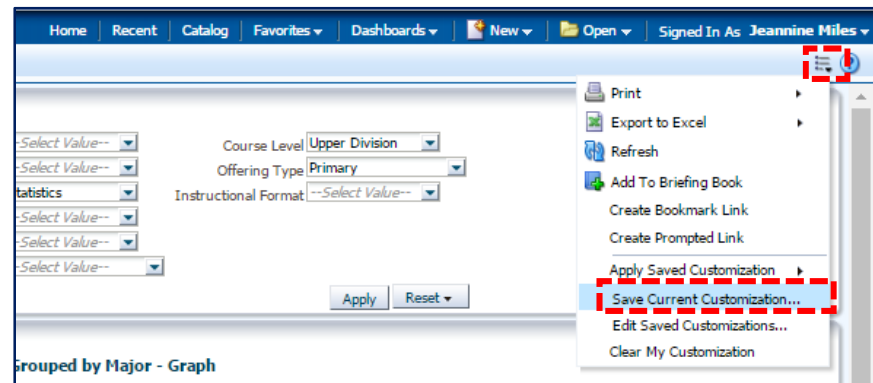 Home Recent Catalog Favorites Dashboards New Open Signed In As Jeannine Miles
Print
-Select Value-- Course Level Upper Division Export to Excel
-Select Value-- Offering Type Primary Refresh
tatistics Instructional Format --Select Value-- Add To Briefing Book
-Select Value-- Create Bookmark Link
-Select Value-- Create Prompted Link
-Select Value-- Apply Saved Customization
Apply Reset Save Current Customization...
Edit Saved Customizations...
Grouped by Major - Graph Clear My Customization